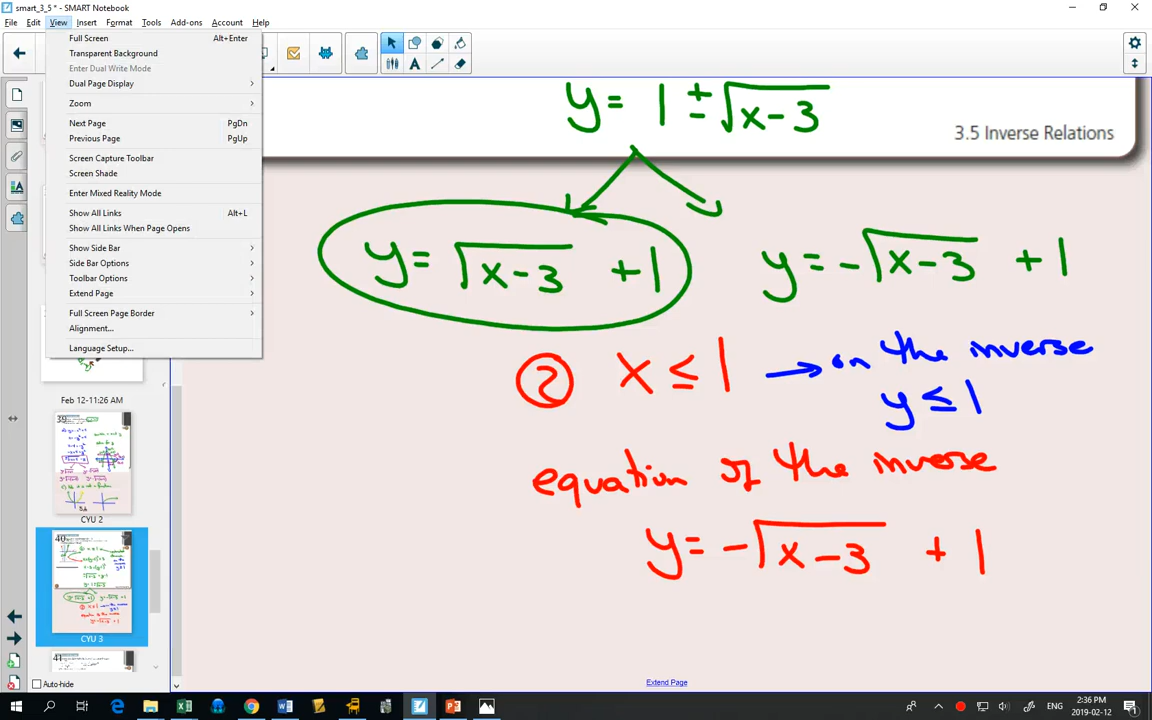 smart_3_5 * - SMART Notebook
File Edit View Insert Format Tools Add-ons Account Help
Full Screen Alt+Enter
Transparent Background
Enter Dual Write Mode
Dual Page Display
Zoom
Next Page PgDn
Previous Page PgUp
Screen Capture Toolbar
Screen Shade
Enter Mixed Reality Mode
Show All Links Alt+L
Show All Links When Page Opens
Show Side Bar
Side Bar Options
Toolbar Options
Extend Page
Full Screen Page Border
Alignment...
Language Setup...
y = 1 ± √x-3
3.5 Inverse Relations
y = √x-3 +1
y = -√x-3 +1
② x ≤ 1 → on the inverse
y ≤ 1
equation of the inverse
y = -√x-3 + 1
Feb 12-11:26 AM
39
CYU 2
40
CYU 3
41
Auto-hide
Extend Page
ENG
2:36 PM
2019-02-12